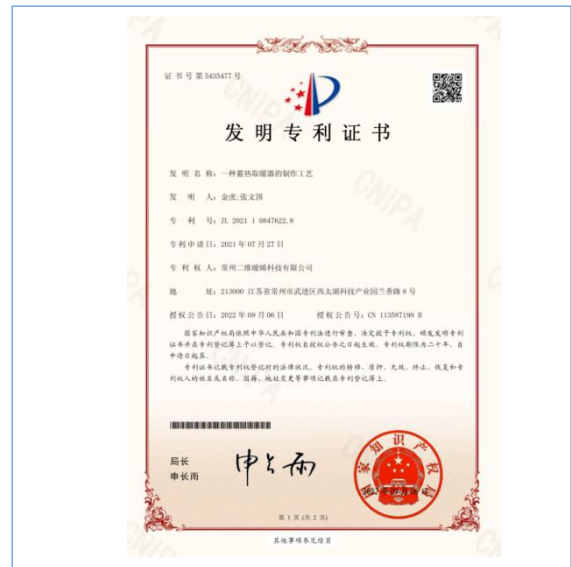 证书号第5435477号
发明专利证书
发 明 名 称：一种蓄热取暖器的制作工艺
发 明 人：金虎;张文国
专 利 号：ZL 2021 1 0847622.8
专利申请日：2021年07月27日
专 利 权 人：常州二维暖烯科技有限公司
地 址：213000 江苏省常州市武进区西太湖科技产业园兰香路8号
授权公告日：2022年09月06日 授权公告号：CN 113587198 B
国家知识产权局依照中华人民共和国专利法进行审查，决定授予专利权，颁发发明专利
证书并在专利登记簿上予以登记。专利权自授权公告之日起生效。专利权期限为二十年，自
申请日起算。
专利证书记载专利权登记时的法律状况。专利权的转移、质押、无效、终止、恢复和专
利权人的姓名或名称、国籍、地址变更等事项记载在专利登记簿上。
局长
申长雨
申长雨
国家知识产权局
第 1 页 (共 2 页)
其他事项参见续页
CNIPA